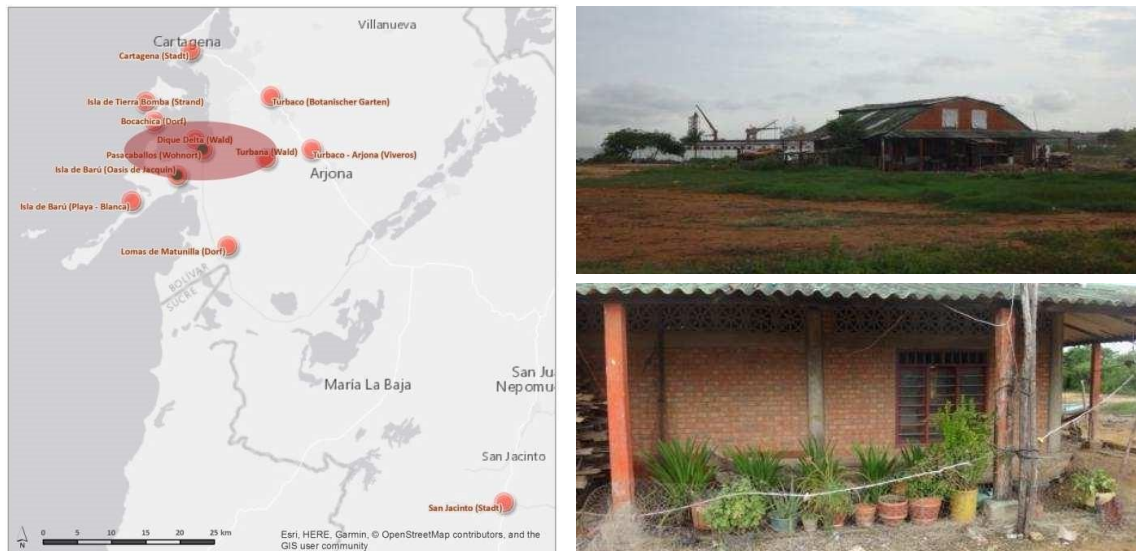 Villanueva
Cartagena
Cartagena (Stadt)
Isla de Tierra Bomba (Strand)
Turbaco (Botanischer Garten)
Bocachica (Dorf)
Dique Delta (Wald)
Pasacaballos (Wohnort)
Turbana (Wald)
Turbaco - Arjona (Viveros)
Isla de Barú (Oasis de Jacquin)
Arjona
Isla de Barú (Playa - Blanca)
Lomas de Matunilla (Dorf)
BOLÍVAR
SUCRE
María La Baja
San Ju
Nepomu
San Jacinto
San Jacinto (Stadt)
N
0 5 10 15 20 25 km
Esri, HERE, Garmin, © OpenStreetMap contributors, and the
GIS user community